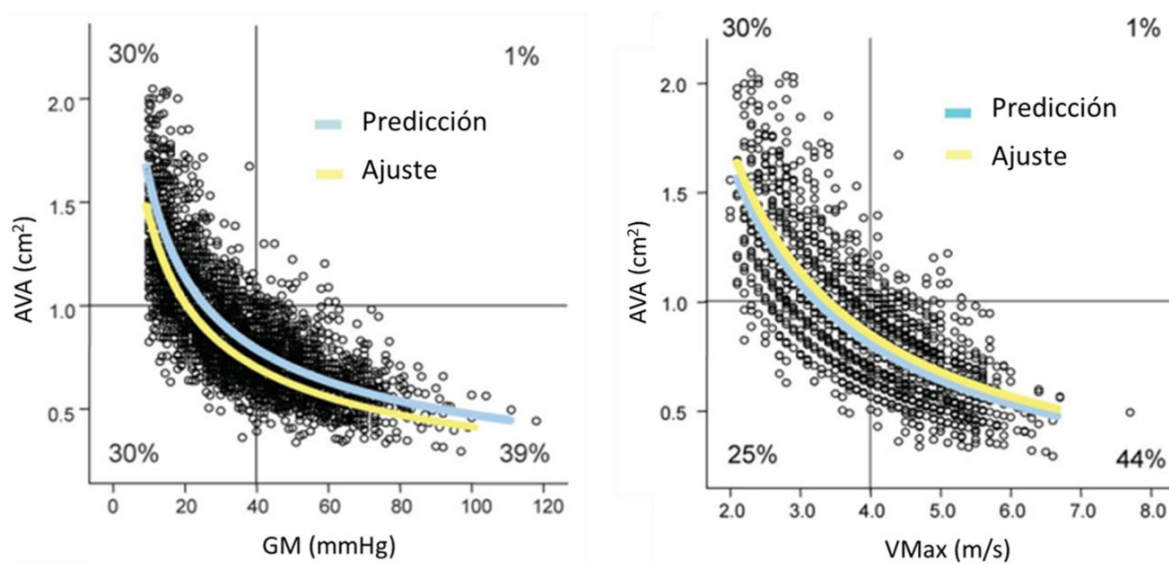 30%
1%
2.0
1.5
1.0
0.5
AVA (cm²)
Predicción
Ajuste
30%
39%
0 20 40 60 80 100 120
GM (mmHg)
30%
1%
2.0
1.5
1.0
0.5
AVA (cm²)
Predicción
Ajuste
25%
44%
2.0 3.0 4.0 5.0 6.0 7.0 8.0
VMax (m/s)